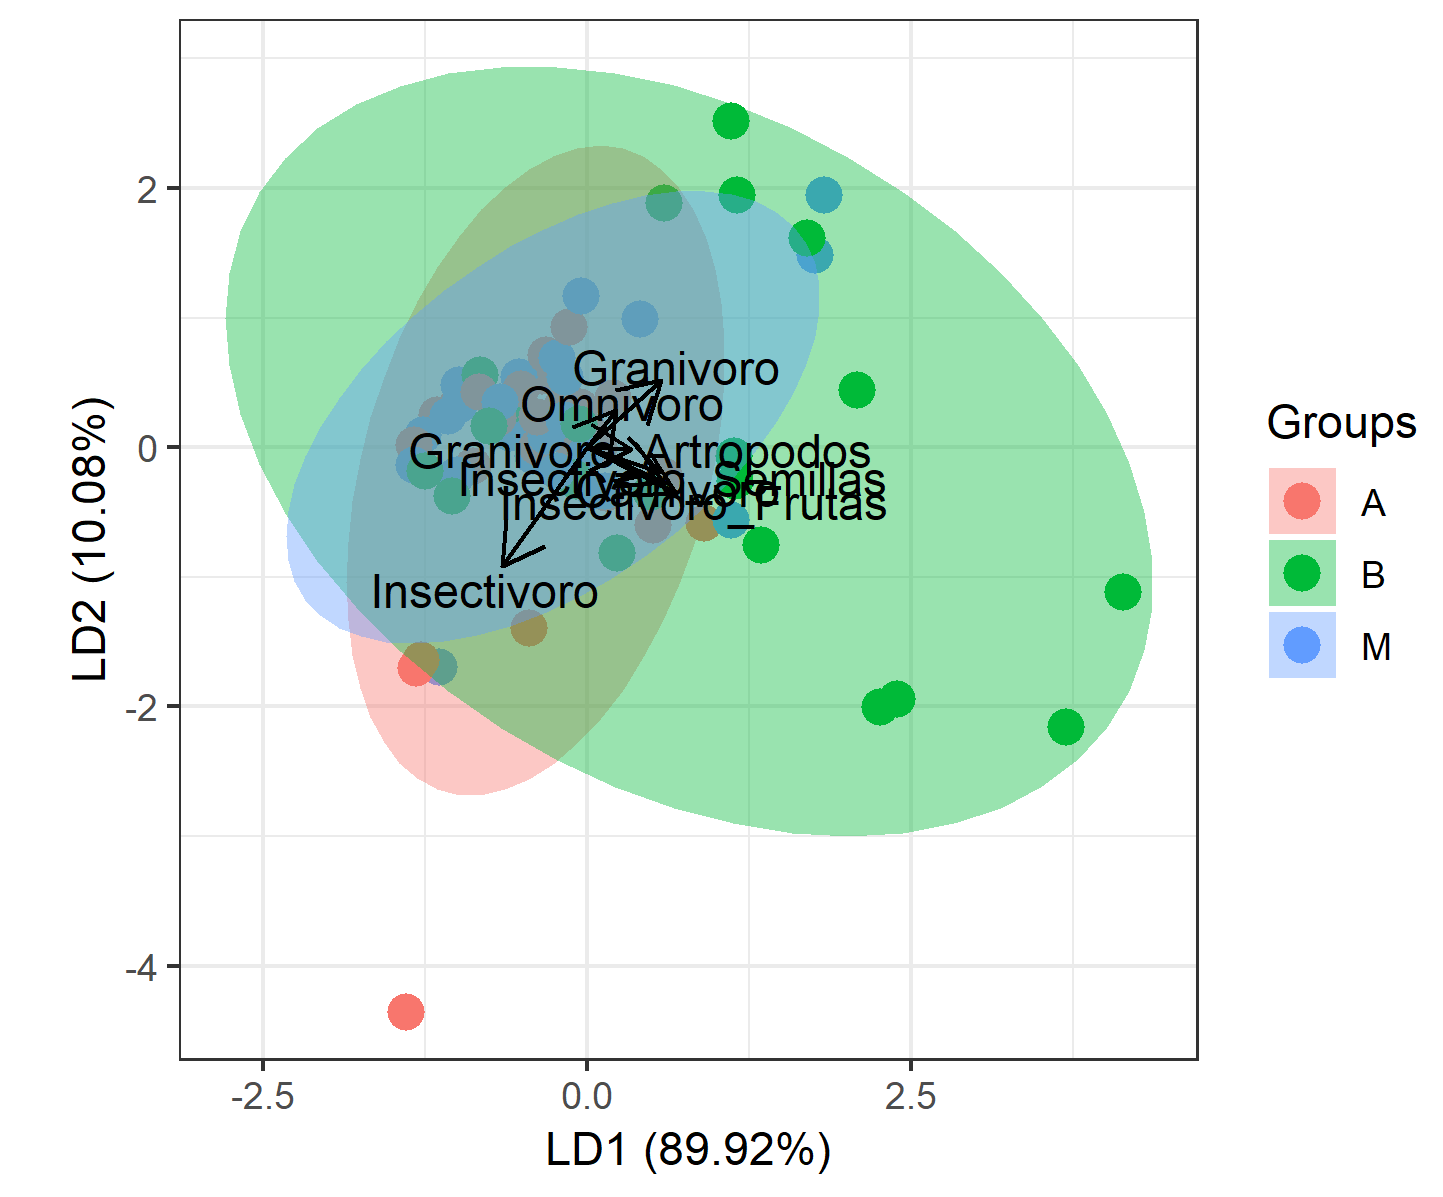 LD2 (10.08%)
2
0
-2
-4
Granivoro
Omnivoro
Granivoro_Artropodos
Insectivoro_Semillas
Insectivoro_Frutas
Insectivoro
-2.5
0.0
2.5
LD1 (89.92%)
Groups
A
B
M